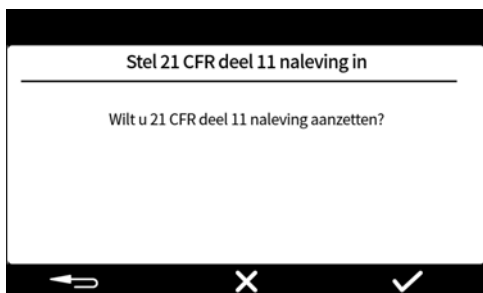 Stel 21 CFR deel 11 naleving in
Wilt u 21 CFR deel 11 naleving aanzetten?